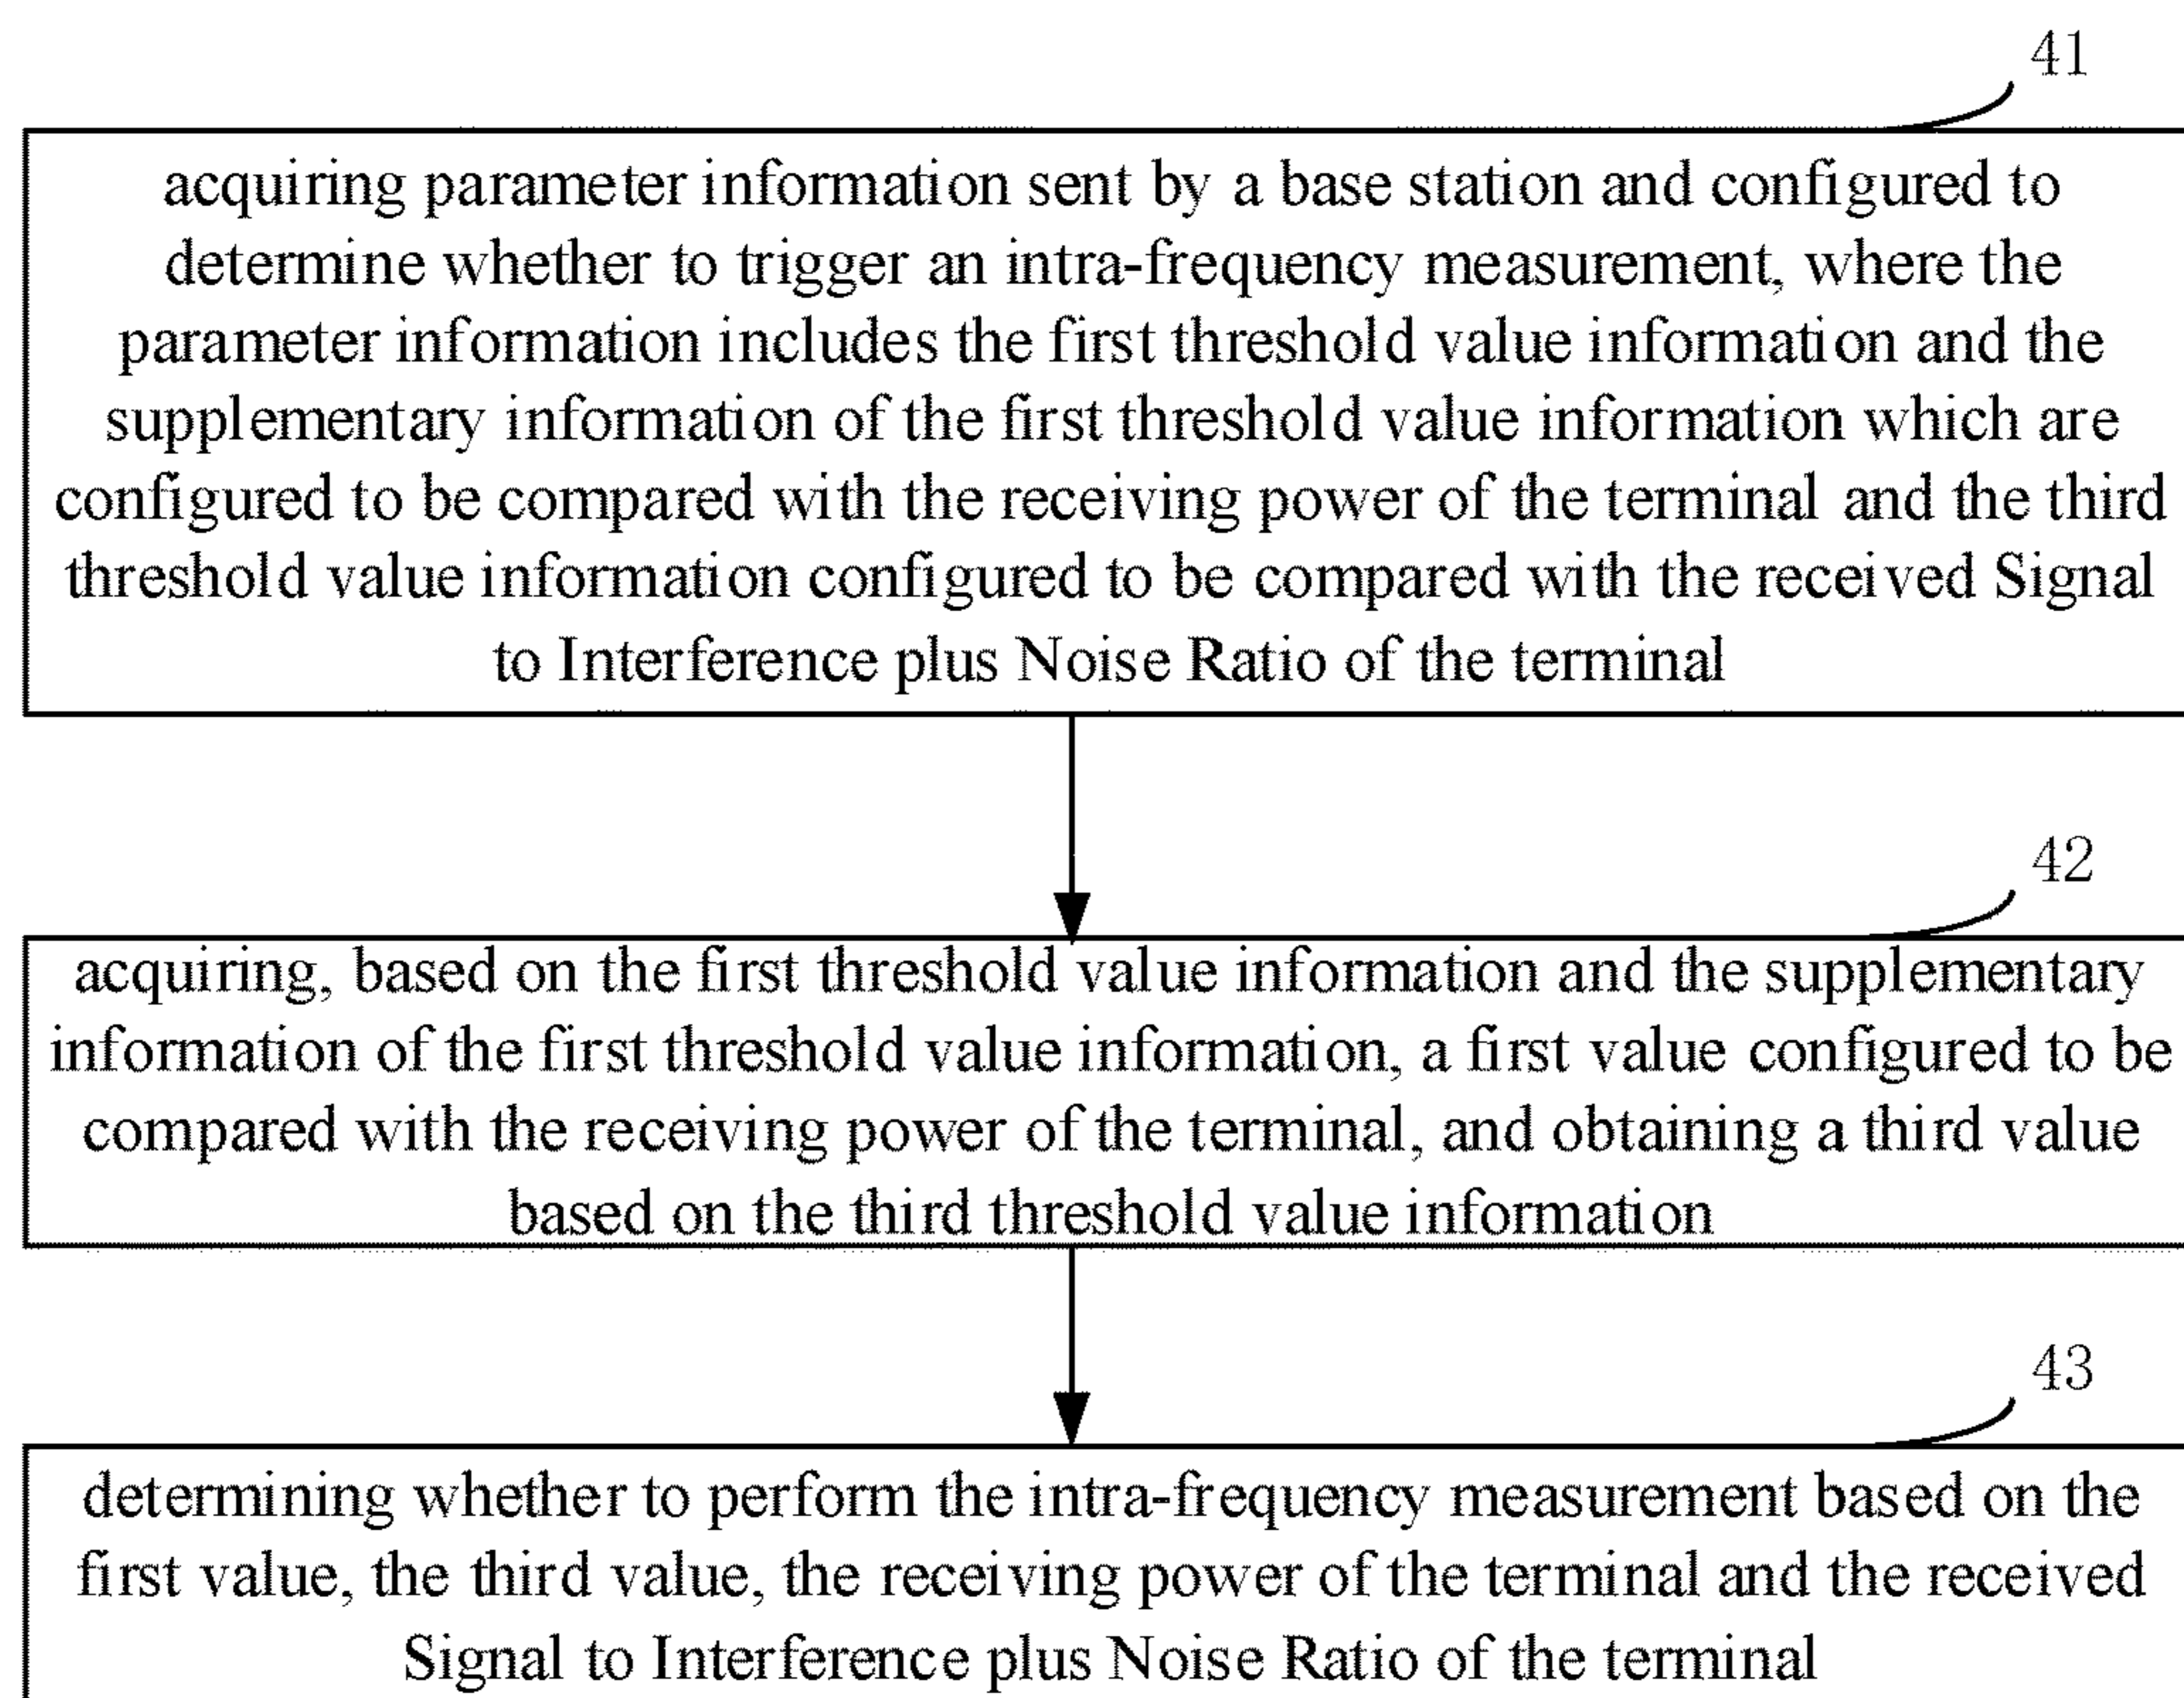 41
acquiring parameter information sent by a base station and configured to
determine whether to trigger an intra-frequency measurement, where the
parameter information includes the first threshold value information and the
supplementary information of the first threshold value information which are
configured to be compared with the receiving power of the terminal and the third
threshold value information configured to be compared with the received Signal
to Interference plus Noise Ratio of the terminal
42
acquiring, based on the first threshold value information and the supplementary
information of the first threshold value information, a first value configured to be
compared with the receiving power of the terminal, and obtaining a third value
based on the third threshold value information
43
determining whether to perform the intra-frequency measurement based on the
first value, the third value, the receiving power of the terminal and the received
Signal to Interference plus Noise Ratio of the terminal